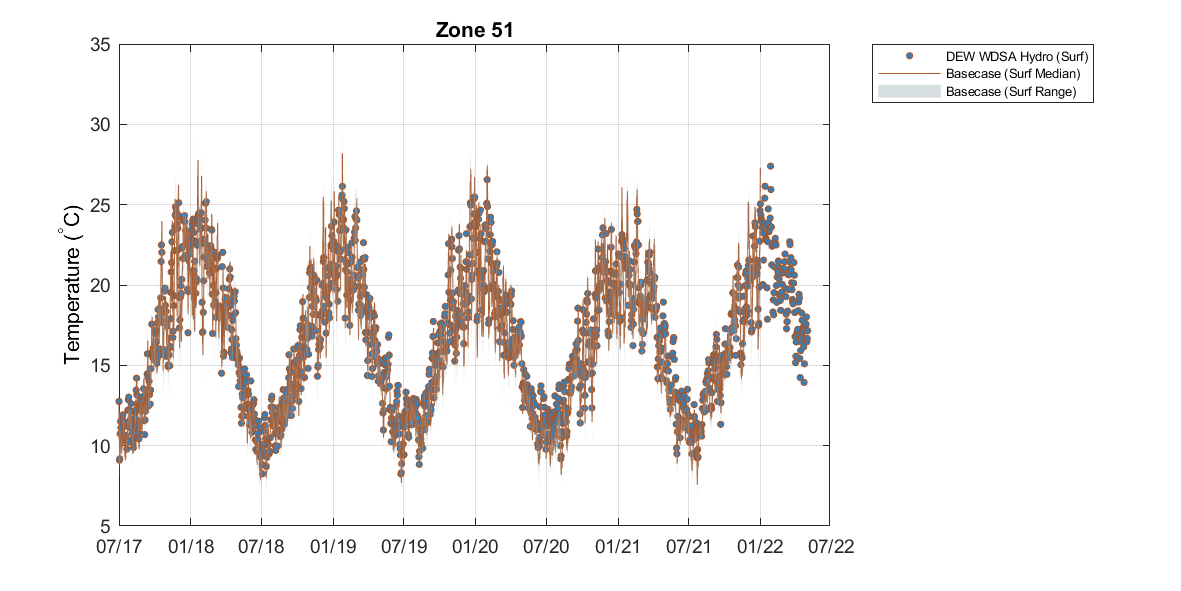 Zone 51
DEW WDSA Hydro (Surf)
Basecase (Surf Median)
Basecase (Surf Range)
Temperature (°C)
35
30
25
20
15
10
5
07/17 01/18 07/18 01/19 07/19 01/20 07/20 01/21 07/21 01/22 07/22